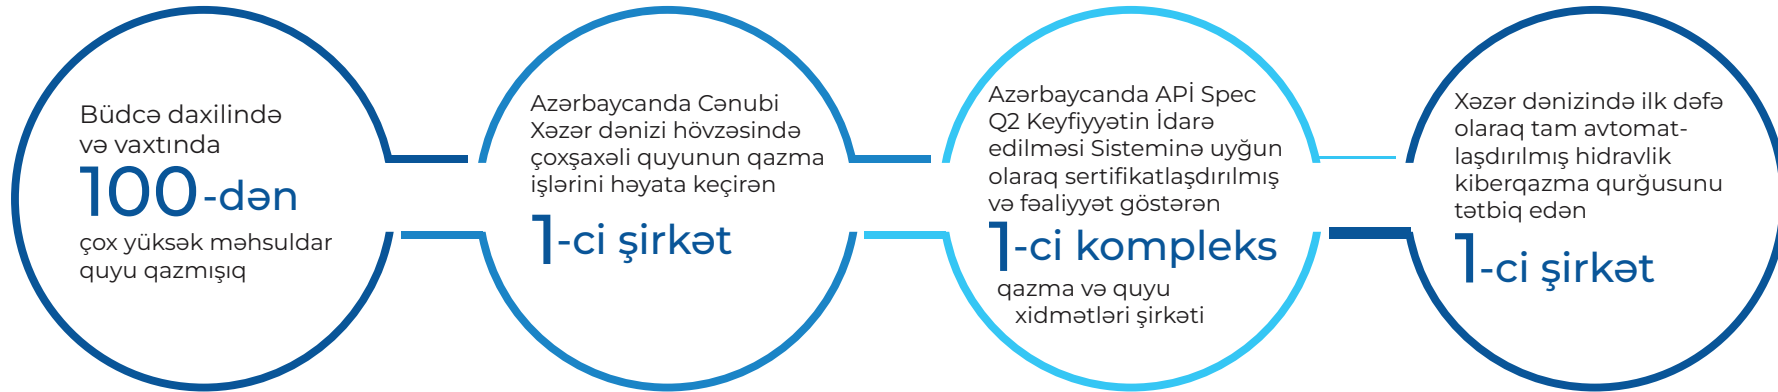 Büdcə daxilində
və vaxtında
100-dən
çox yüksək məhsuldar
quyu qazmışıq
Azərbaycanda Cənubi
Xəzər dənizi hövzəsində
çoxşaxəli quyunun qazma
işlərini həyata keçirən
1-ci şirkət
Azərbaycanda APİ Spec
Q2 Keyfiyyətin İdarə
edilməsi Sisteminə uyğun
olaraq sertifikatlaşdırılmış
və fəaliyyət göstərən
1-ci kompleks
qazma və quyu
xidmətləri şirkəti
Xəzər dənizində ilk dəfə
olaraq tam avtomat-
laşdırılmış hidravlik
kiberqazma qurğusunu
tətbiq edən
1-ci şirkət